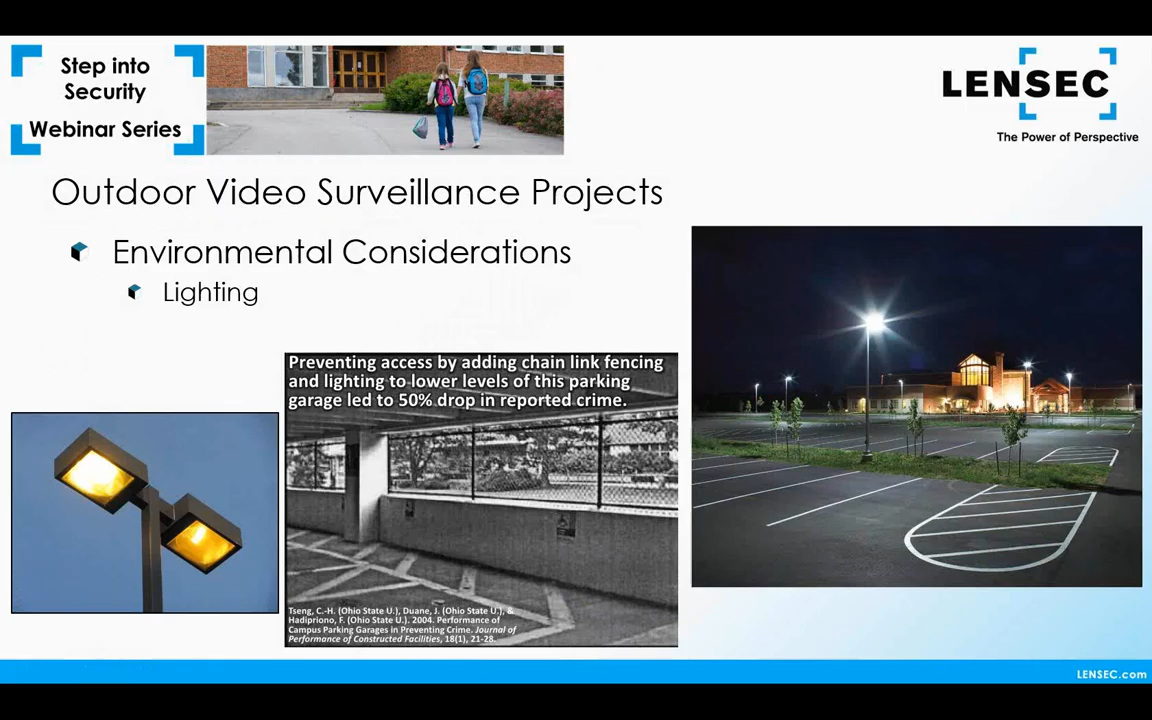 Step into
Security
Webinar Series
LENSEC
The Power of Perspective
Outdoor Video Surveillance Projects
Environmental Considerations
Lighting
Preventing access by adding chain link fencing
and lighting to lower levels of this parking
garage led to 50% drop in reported crime.
Tseng, C.-H. (Ohio State U.), Duane, J. (Ohio State U.), &
Hadipriono, F. (Ohio State U.). 2004. Performance of
Campus Parking Garages in Preventing Crime. Journal of
Performance of Constructed Facilities, 18(1), 21-28.
LENSEC.com